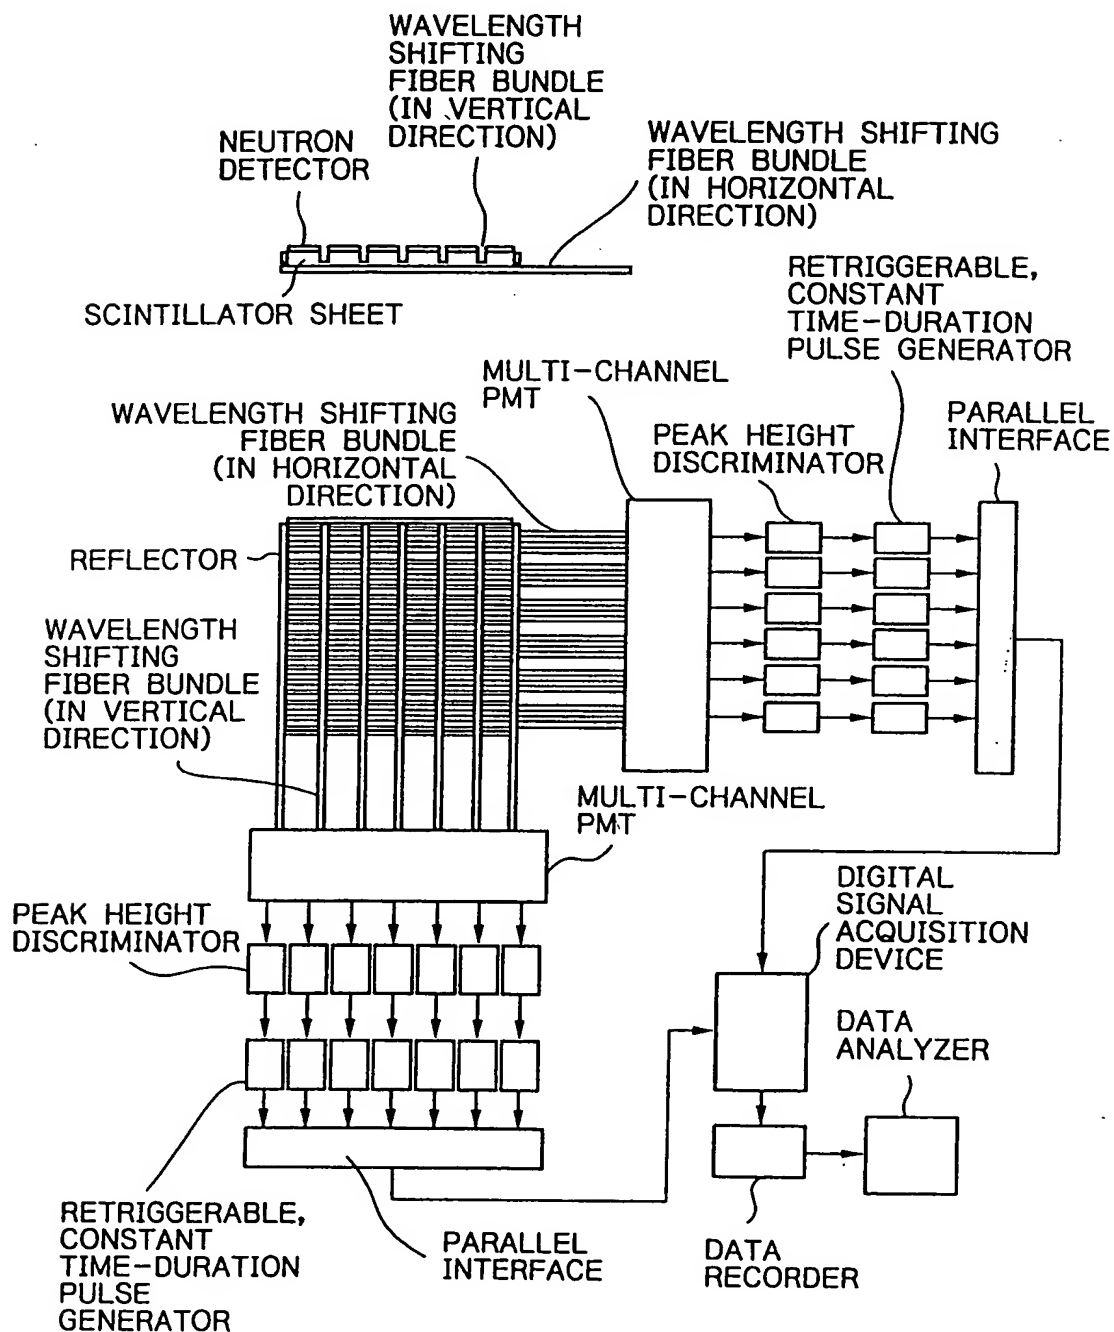 WAVELENGTH
SHIFTING
FIBER BUNDLE
(IN VERTICAL
DIRECTION)
NEUTRON
DETECTOR
WAVELENGTH SHIFTING
FIBER BUNDLE
(IN HORIZONTAL
DIRECTION)
SCINTILLATOR SHEET
RETRIGGERABLE,
CONSTANT
TIME-DURATION
PULSE GENERATOR
MULTI-CHANNEL
PMT
WAVELENGTH SHIFTING
FIBER BUNDLE
(IN HORIZONTAL
DIRECTION)
PEAK HEIGHT
DISCRIMINATOR
PARALLEL
INTERFACE
REFLECTOR
WAVELENGTH
SHIFTING
FIBER BUNDLE
(IN VERTICAL
DIRECTION)
MULTI-CHANNEL
PMT
PEAK HEIGHT
DISCRIMINATOR
DIGITAL
SIGNAL
ACQUISITION
DEVICE
DATA
ANALYZER
RETRIGGERABLE,
CONSTANT
TIME-DURATION
PULSE
GENERATOR
PARALLEL
INTERFACE
DATA
RECORDER